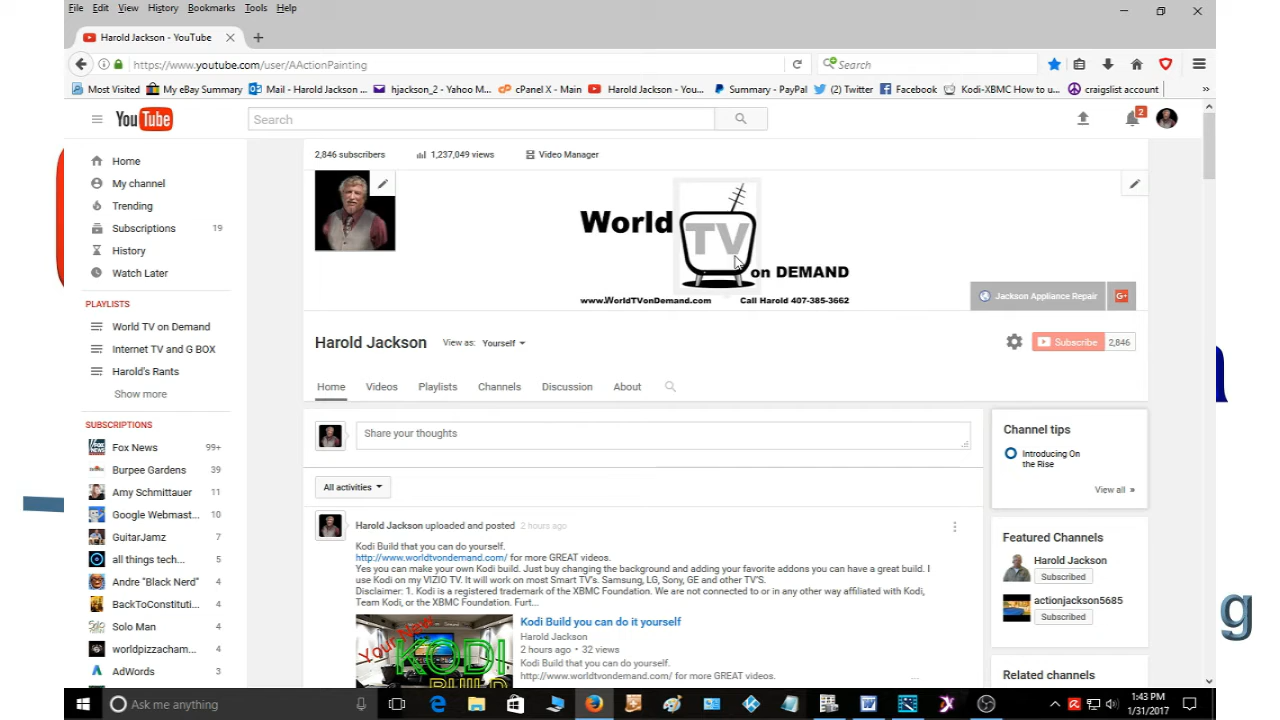 File Edit View History Bookmarks Tools Help
Harold Jackson - YouTube
https://www.youtube.com/user/AActionPainting
Search
Most Visited My eBay Summary Mail - Harold Jackson ... hjackson_2 - Yahoo M... cPanel X - Main Harold Jackson - You... Summary - PayPal (2) Twitter Facebook Kodi-XBMC How to u... craigslist account »
YouTube
Search
2
Home
My channel
Trending
Subscriptions 19
History
Watch Later
PLAYLISTS
World TV on Demand
Internet TV and G BOX
Harold's Rants
Show more
SUBSCRIPTIONS
Fox News 99+
Burpee Gardens 39
Amy Schmittauer 11
Google Webmast... 10
GuitarJamz 7
all things tech... 5
Andre "Black Nerd" 4
BackToConstituti... 4
Solo Man 4
worldpizzacham... 4
AdWords 3
2,846 subscribers 1,237,049 views Video Manager
World TV on DEMAND
www.WorldTVonDemand.com Call Harold 407-385-3662
Jackson Appliance Repair G+
Harold Jackson View as: Yourself
Subscribe 2,846
Home Videos Playlists Channels Discussion About
Share your thoughts
All activities
Harold Jackson uploaded and posted 2 hours ago
Kodi Build that you can do yourself.
http://www.worldtvondemand.com/ for more GREAT videos.
Yes you can make your own Kodi build. Just buy changing the background and adding your favorite addons you can have a great build. I
use Kodi on my VIZIO TV. It will work on most Smart TV's. Samsung, LG, Sony, GE and other TV'S.
Disclaimer: 1. Kodi is a registered trademark of the XBMC Foundation. We are not connected to or in any other way affiliated with Kodi,
Team Kodi, or the XBMC Foundation. Furt...
Your New
KODI
BUILD
Kodi Build you can do it yourself
Harold Jackson
2 hours ago • 32 views
Kodi Build that you can do yourself.
http://www.worldtvondemand.com/ for more GREAT videos.
...
Channel tips
Introducing On
the Rise
View all »
Featured Channels
Harold Jackson
Subscribed
actionjackson5685
Subscribed
Related channels
g
Ask me anything
1:43 PM
1/31/2017